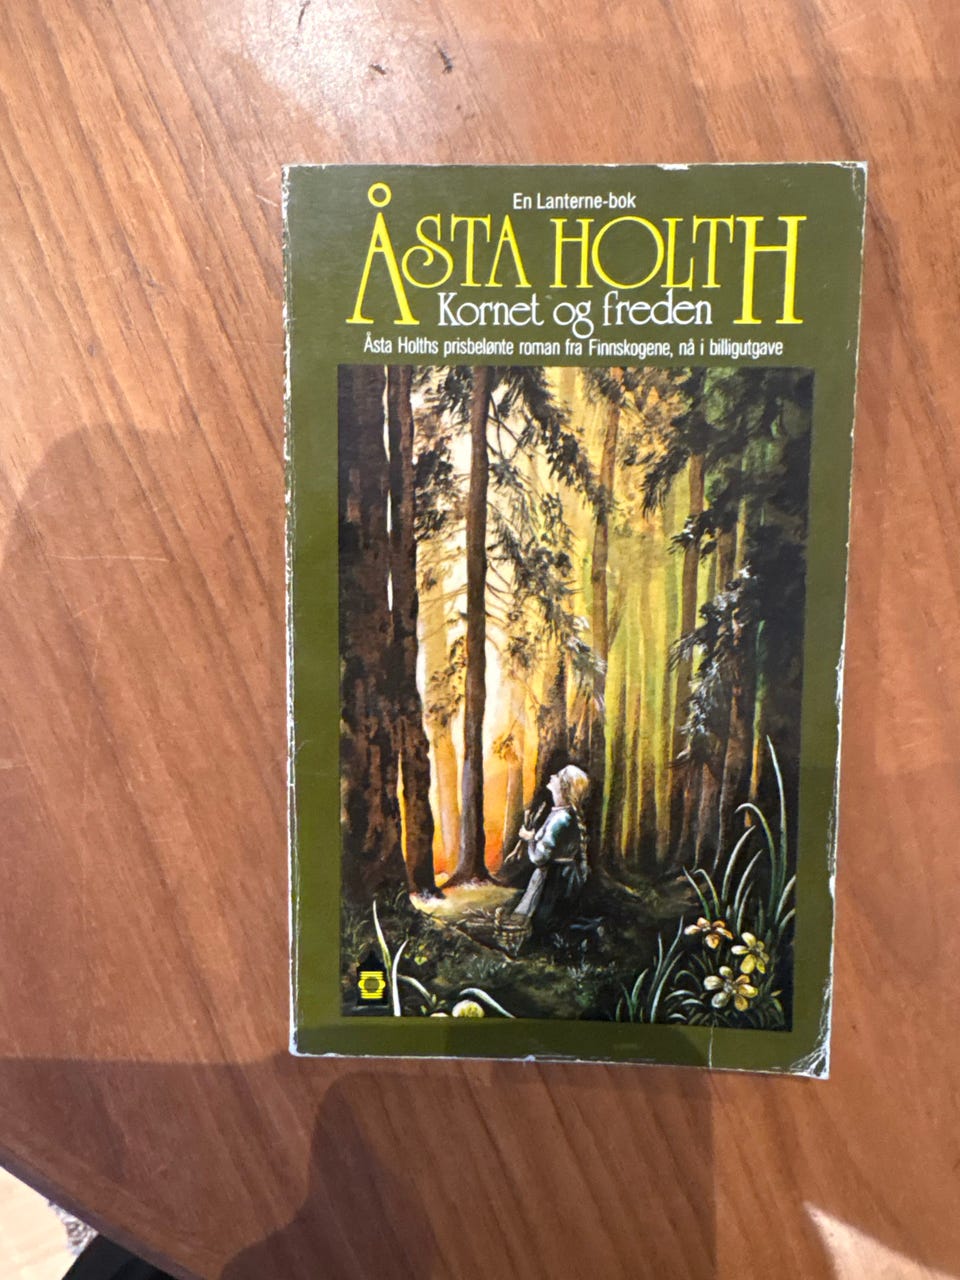 En Lanterne-bok
ÅSTA HOLTH
Kornet og freden
Åsta Holths prisbelønte roman fra Finnskogene, nå i billigutgave